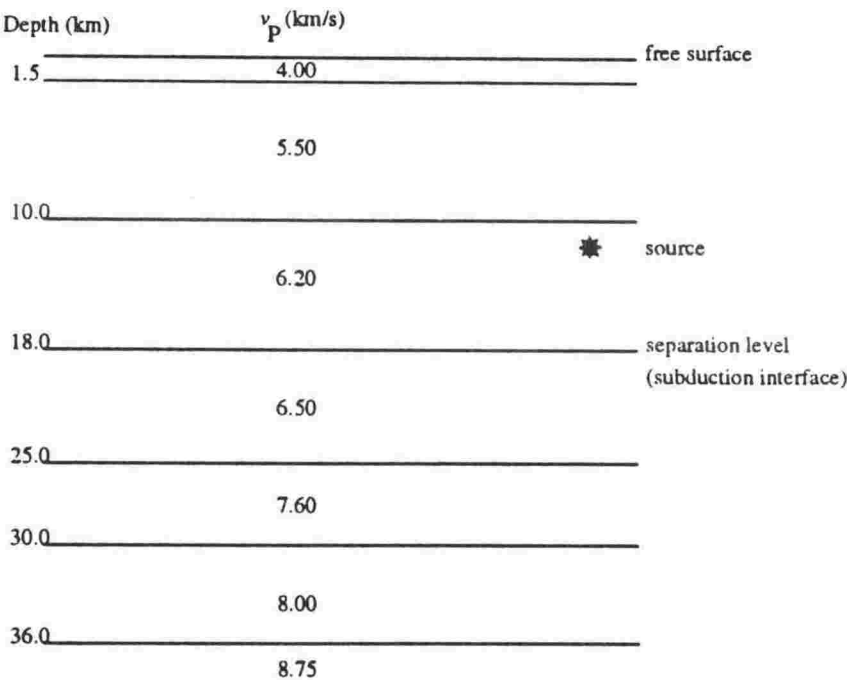 Depth (km) vP (km/s)
free surface
1.5 4.00
5.50
10.0
source
6.20
18.0 separation level
(subduction interface)
6.50
25.0
7.60
30.0
8.00
36.0
8.75